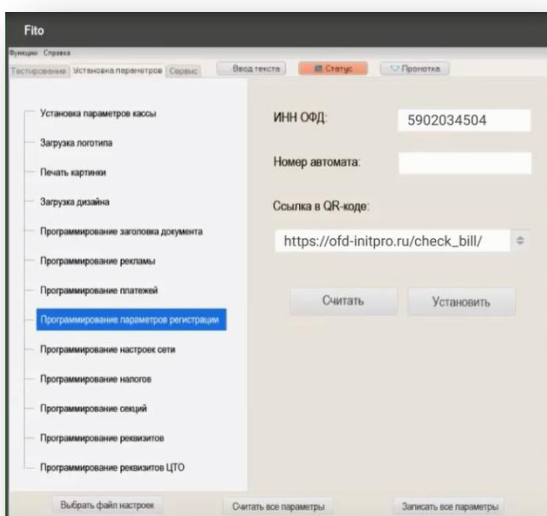 Fito
Функции Справка
Тестирование Установка параметров Сервис Ввод текста Статус Промотка
Установка параметров кассы
Загрузка логотипа
Печать картинки
Загрузка дизайна
Программирование заголовка документа
Программирование рекламы
Программирование платежей
Программирование параметров регистрации
Программирование настроек сети
Программирование налогов
Программирование секций
Программирование реквизитов
Программирование реквизитов ЦТО
ИНН ОФД: 5902034504
Номер автомата:
Ссылка в QR-коде:
https://ofd-initpro.ru/check_bill/
Считать Установить
Выбрать файл настроек Считать все параметры Записать все параметры